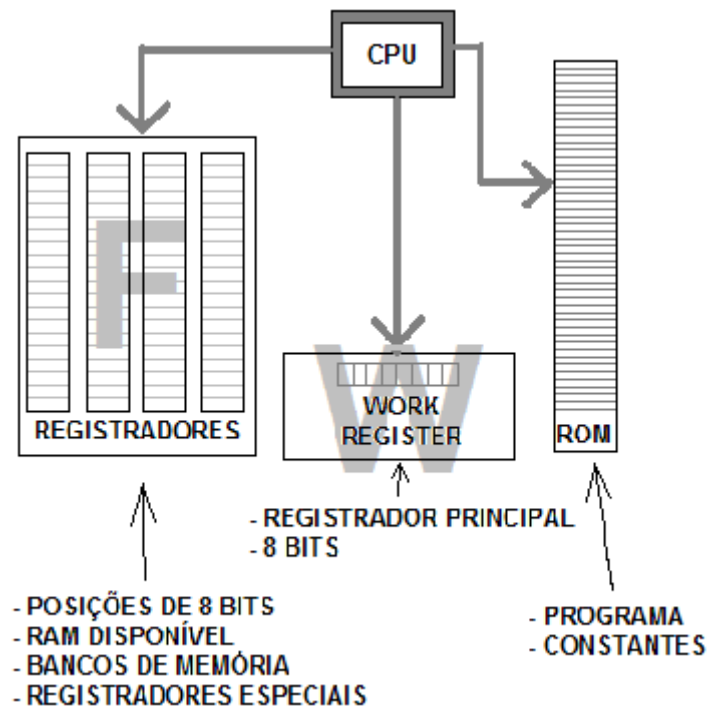 CPU
F
REGISTRADORES
W
WORK
REGISTER
ROM
- REGISTRADOR PRINCIPAL
- 8 BITS
- POSIÇÕES DE 8 BITS
- RAM DISPONÍVEL
- BANCOS DE MEMÓRIA
- REGISTRADORES ESPECIAIS
- PROGRAMA
- CONSTANTES